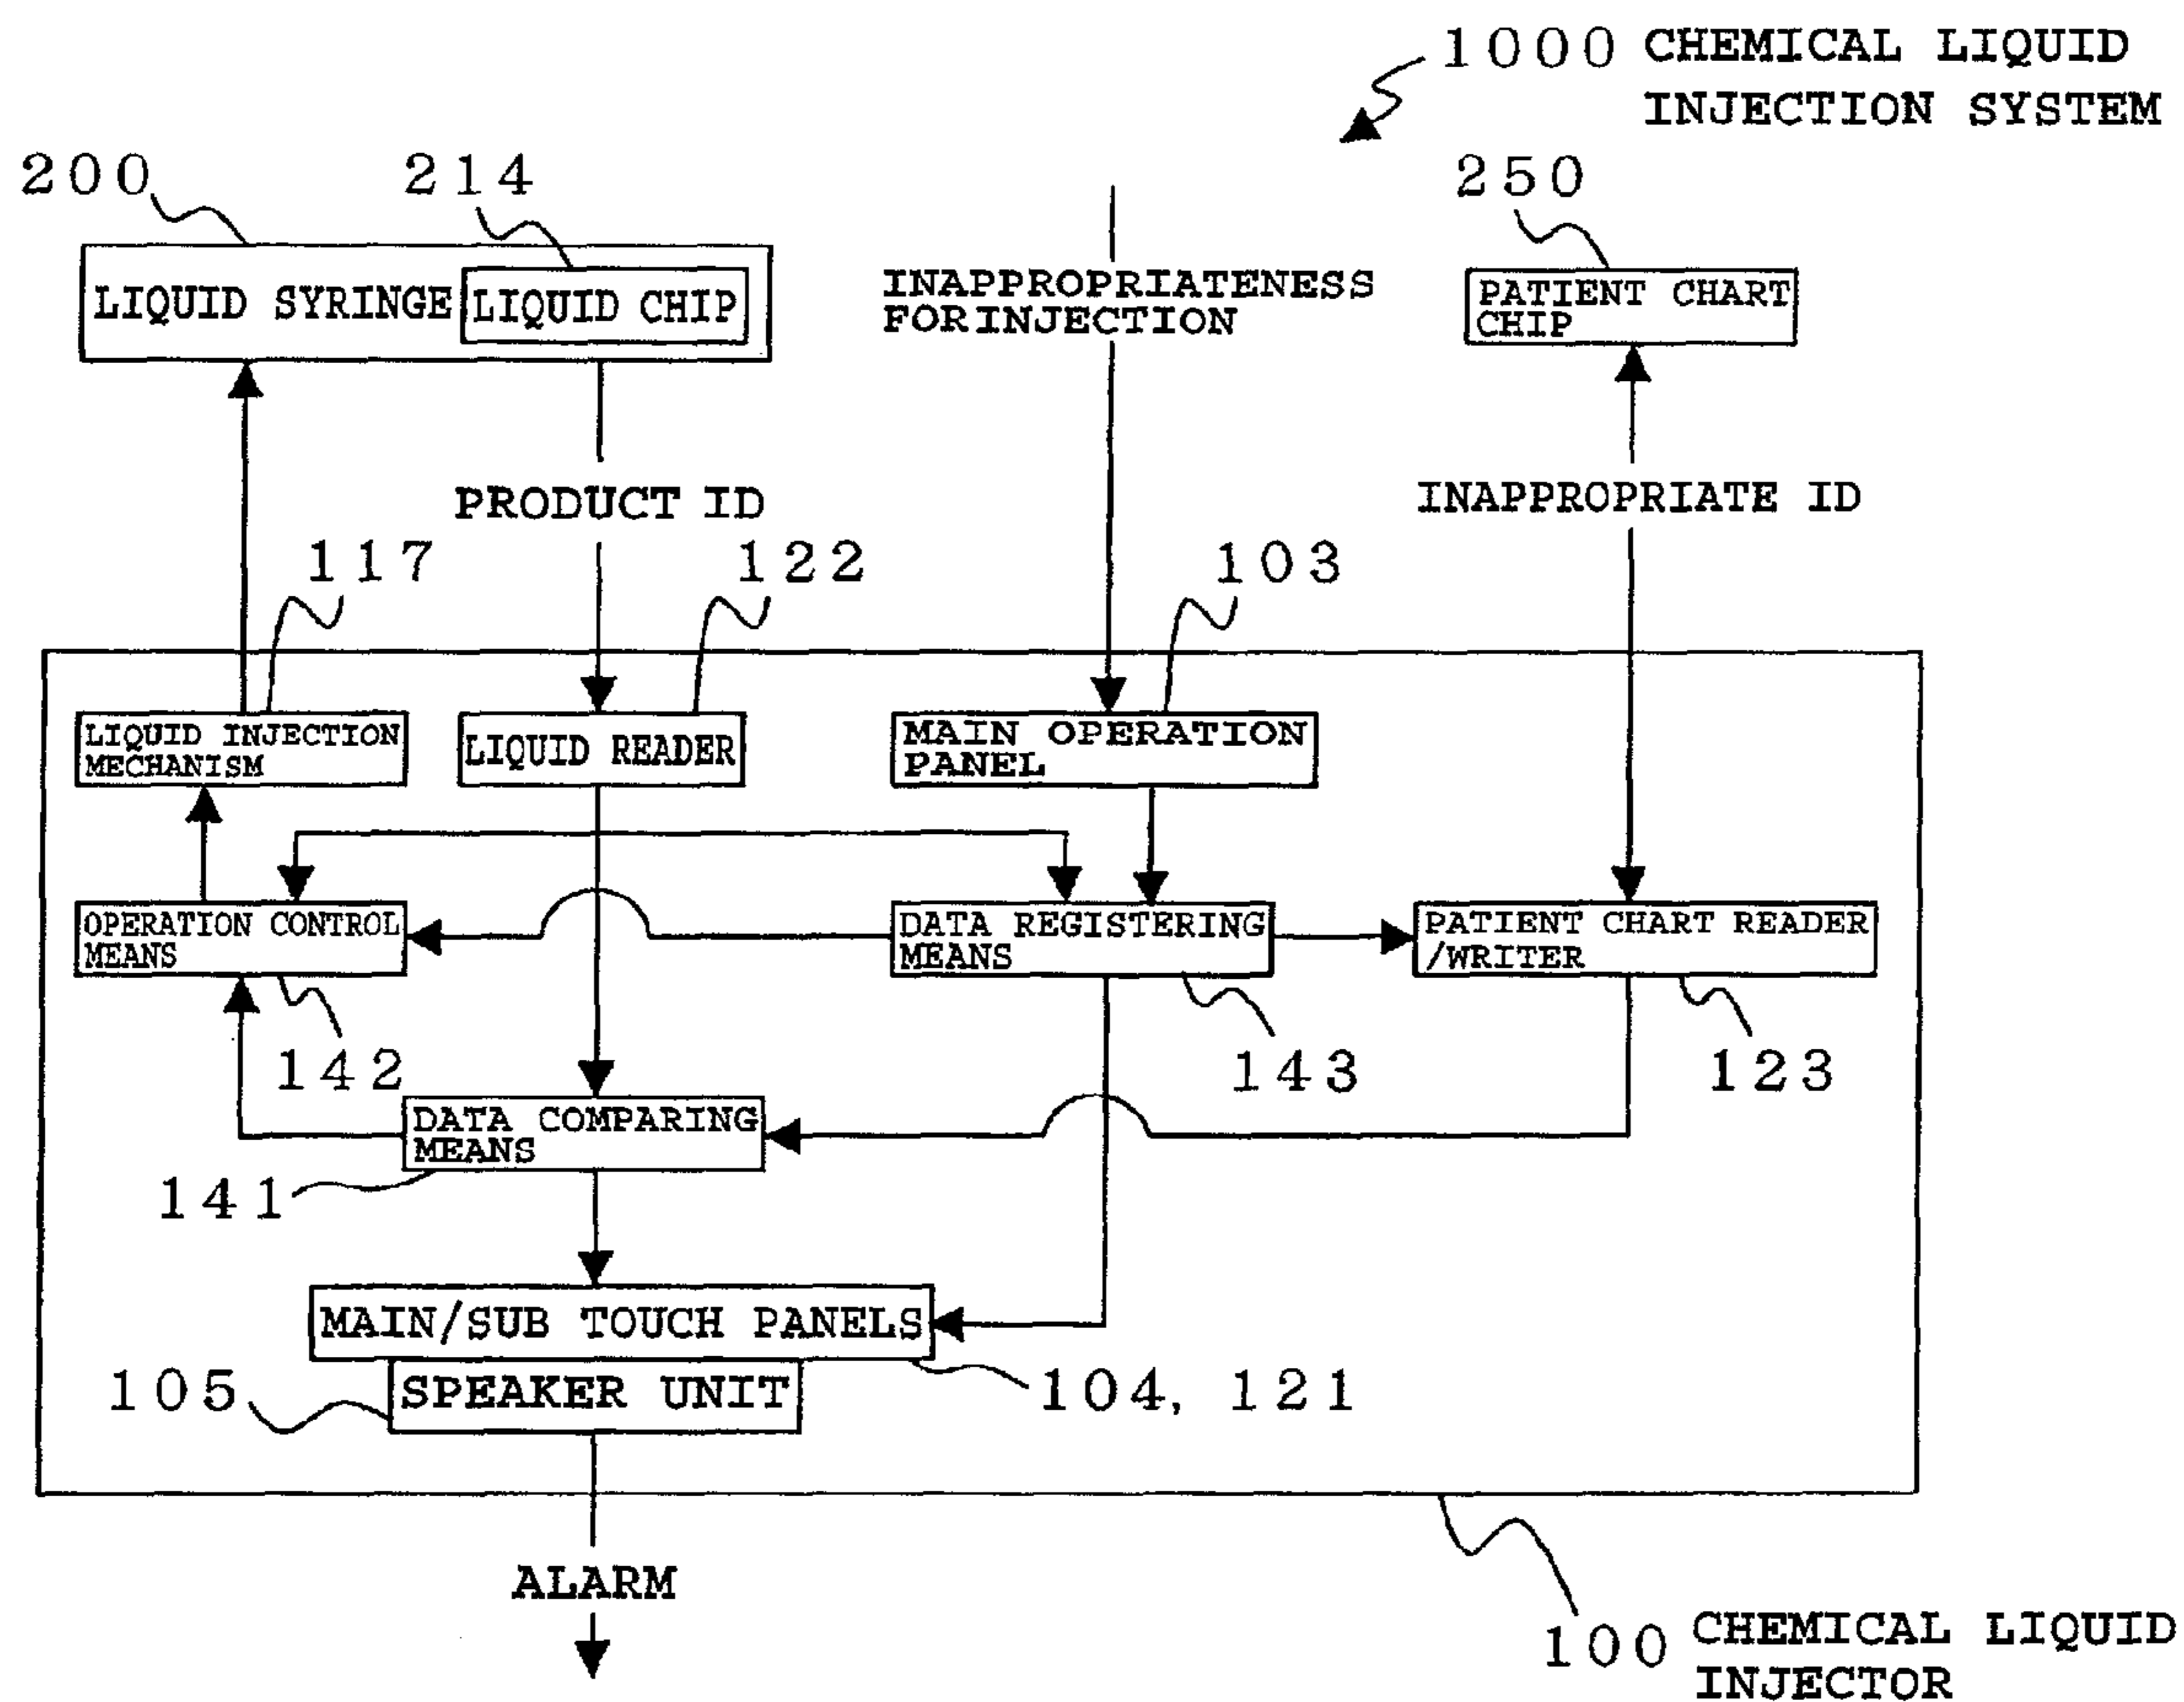 1000 CHEMICAL LIQUID
INJECTION SYSTEM
200
214
250
LIQUID SYRINGE
LIQUID CHIP
INAPPROPRIATENESS
FOR INJECTION
PATIENT CHART
CHIP
PRODUCT ID
INAPPROPRIATE ID
117
122
103
LIQUID INJECTION
MECHANISM
LIQUID READER
MAIN OPERATION
PANEL
OPERATION CONTROL
MEANS
DATA REGISTERING
MEANS
PATIENT CHART READER
/WRITER
142
143
123
DATA COMPARING
MEANS
141
MAIN/SUB TOUCH PANELS
105
SPEAKER UNIT
104, 121
ALARM
100 CHEMICAL LIQUID
INJECTOR